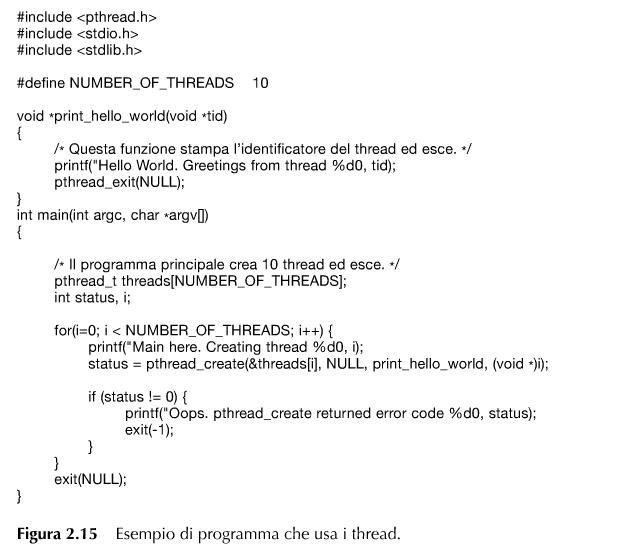 #include <pthread.h>
#include <stdio.h>
#include <stdlib.h>
#define NUMBER_OF_THREADS 10
void *print_hello_world(void *tid)
{
/* Questa funzione stampa l'identificatore del thread ed esce. */
printf("Hello World. Greetings from thread %d0, tid);
pthread_exit(NULL);
}
int main(int argc, char *argv[])
{
/* Il programma principale crea 10 thread ed esce. */
pthread_t threads[NUMBER_OF_THREADS];
int status, i;
for(i=0; i < NUMBER_OF_THREADS; i++) {
printf("Main here. Creating thread %d0, i);
status = pthread_create(&threads[i], NULL, print_hello_world, (void *)i);
if (status != 0) {
printf("Oops. pthread_create returned error code %d0, status);
exit(-1);
}
}
exit(NULL);
}
Figura 2.15 Esempio di programma che usa i thread.